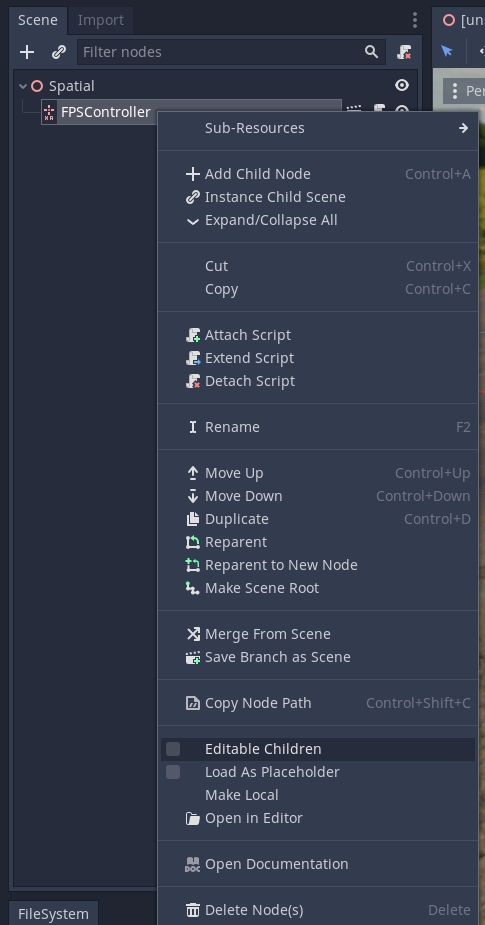 Scene Import [un
Filter nodes
Spatial
Per
FPSController
Sub-Resources
Add Child Node Control+A
Instance Child Scene
Expand/Collapse All
Cut Control+X
Copy Control+C
Attach Script
Extend Script
Detach Script
Rename F2
Move Up Control+Up
Move Down Control+Down
Duplicate Control+D
Reparent
Reparent to New Node
Make Scene Root
Merge From Scene
Save Branch as Scene
Copy Node Path Control+Shift+C
Editable Children
Load As Placeholder
Make Local
Open in Editor
DOC Open Documentation
FileSystem
Delete Node(s) Delete